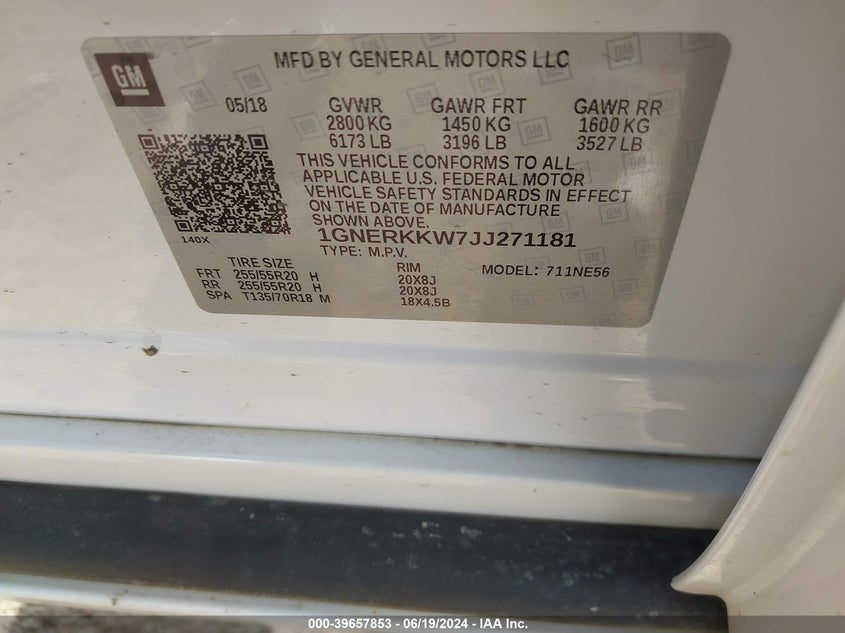 GM
MFD BY GENERAL MOTORS LLC
05/18 GVWR GAWR FRT GAWR RR
2800 KG 1450 KG 1600 KG
6173 LB 3196 LB 3527 LB
THIS VEHICLE CONFORMS TO ALL
APPLICABLE U.S. FEDERAL MOTOR
VEHICLE SAFETY STANDARDS IN EFFECT
ON THE DATE OF MANUFACTURE
SHOWN ABOVE.
140X
1GNERKKW7JJ271181
TYPE: M.P.V.
TIRE SIZE RIM MODEL: 711NE56
FRT 255/55R20 H 20X8J
RR 255/55R20 H 20X8J
SPA T135/70R18 M 18X4.5B
000-39657853 - 06/19/2024 - IAA Inc.